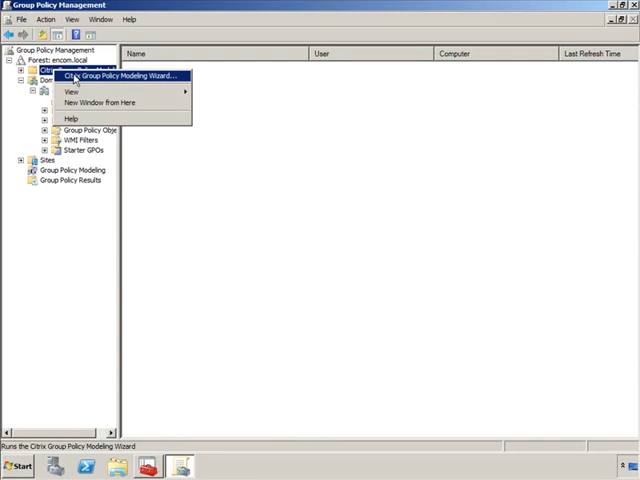 Group Policy Management
File Action View Window Help
Group Policy Management
Forest: encom.local
Citrix Group Policy Modeling Wizard...
View
New Window from Here
Help
Group Policy Obje
WMI Filters
Starter GPOs
Sites
Group Policy Modeling
Group Policy Results
Name User Computer Last Refresh Time
Runs the Citrix Group Policy Modeling Wizard
Start